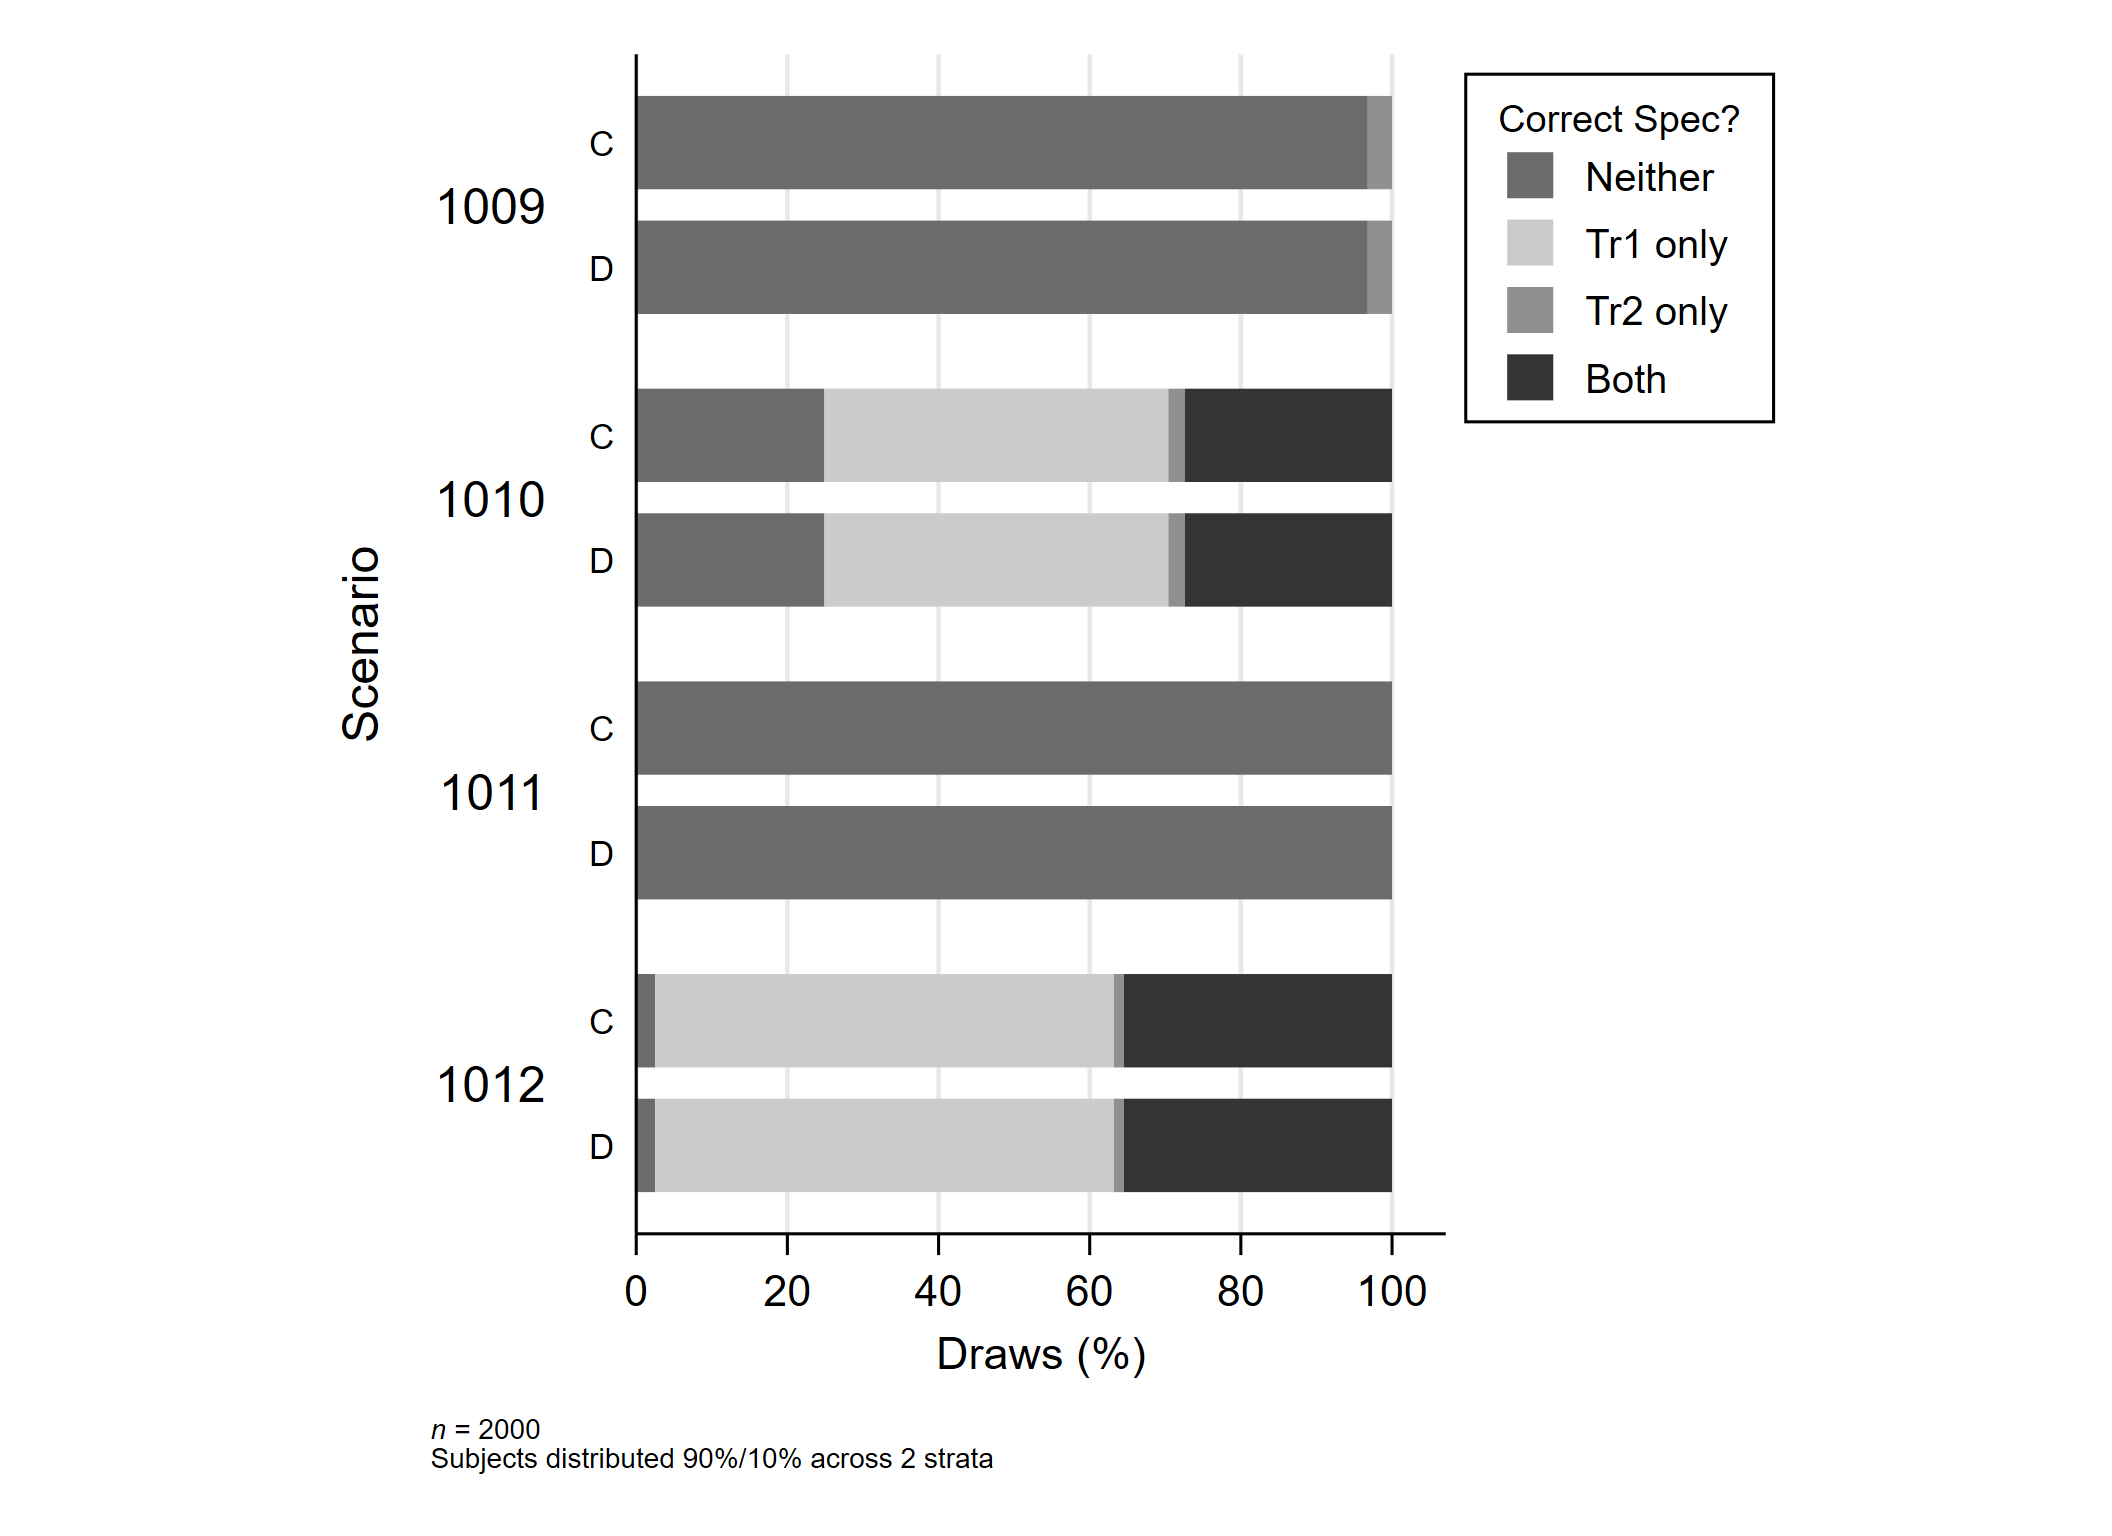 Correct Spec?
Neither
Tr1 only
Tr2 only
Both
Scenario
1009
C
D
1010
C
D
1011
C
D
1012
C
D
0 20 40 60 80 100
Draws (%)
n = 2000
Subjects distributed 90%/10% across 2 strata